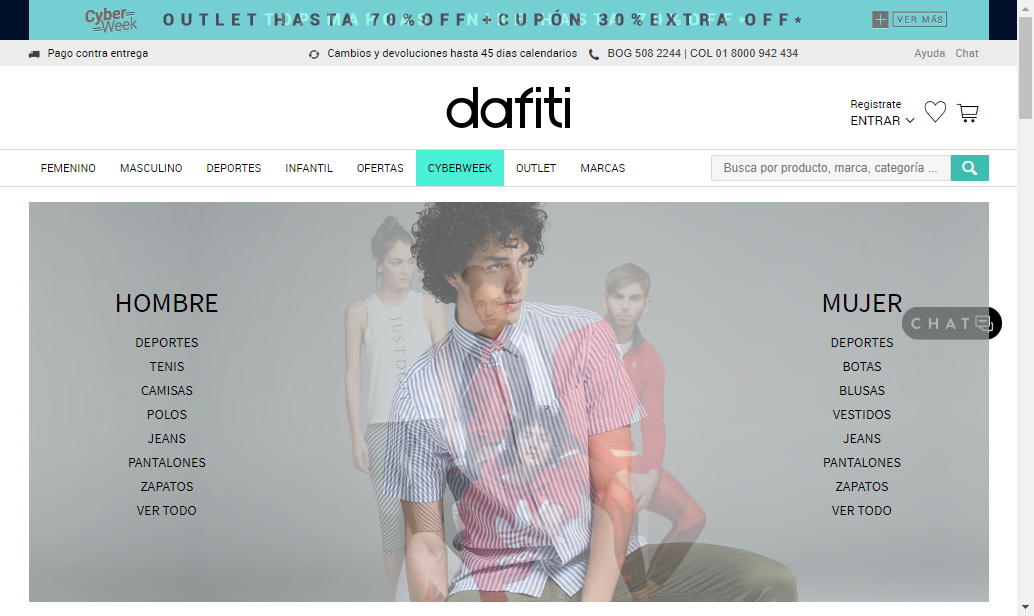 Cyber Week
OUTLET HASTA 70%OFF + CUPÓN 30%EXTRA OFF*
VER MÁS
Pago contra entrega
Cambios y devoluciones hasta 45 dias calendarios
BOG 508 2244 | COL 01 8000 942 434
Ayuda Chat
dafiti
Registrate
ENTRAR
FEMENINO MASCULINO DEPORTES INFANTIL OFERTAS CYBERWEEK OUTLET MARCAS
Busca por producto, marca, categoría ...
HOMBRE
DEPORTES
TENIS
CAMISAS
POLOS
JEANS
PANTALONES
ZAPATOS
VER TODO
MUJER
DEPORTES
BOTAS
BLUSAS
VESTIDOS
JEANS
PANTALONES
ZAPATOS
VER TODO
CHAT